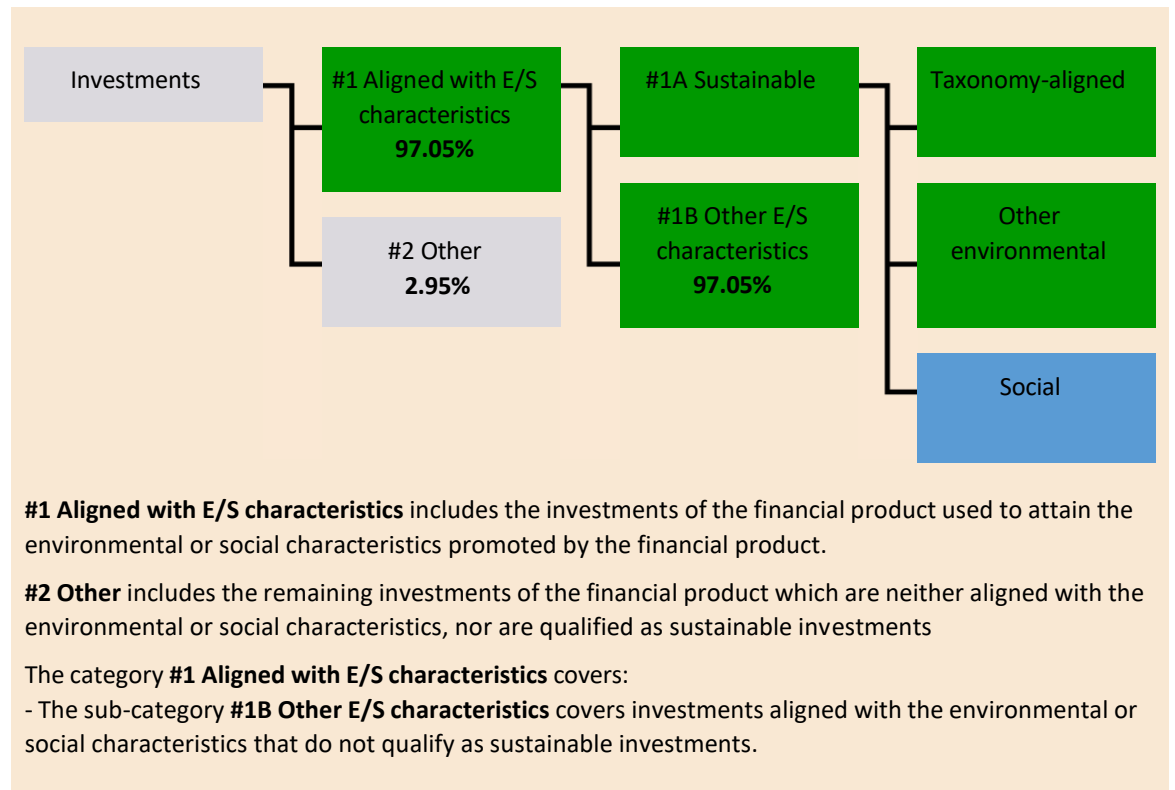 Investments
#1 Aligned with E/S
characteristics
97.05%
#2 Other
2.95%
#1A Sustainable
#1B Other E/S
characteristics
97.05%
Taxonomy-aligned
Other
environmental
Social
#1 Aligned with E/S characteristics includes the investments of the financial product used to attain the
environmental or social characteristics promoted by the financial product.
#2 Other includes the remaining investments of the financial product which are neither aligned with the
environmental or social characteristics, nor are qualified as sustainable investments
The category #1 Aligned with E/S characteristics covers:
- The sub-category #1B Other E/S characteristics covers investments aligned with the environmental or
social characteristics that do not qualify as sustainable investments.